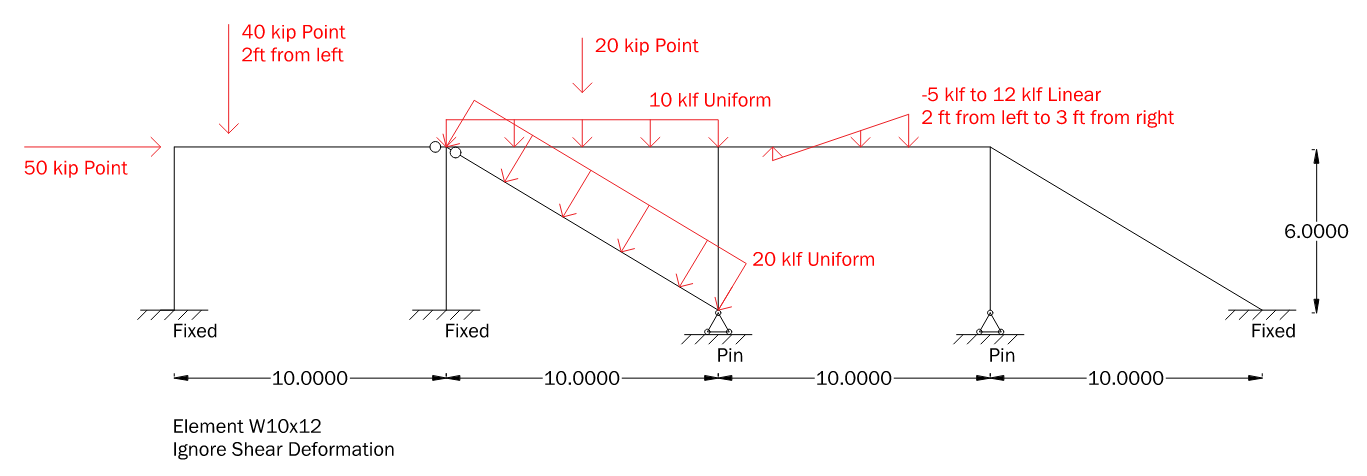 40 kip Point
2ft from left
20 kip Point
10 klf Uniform
-5 klf to 12 klf Linear
2 ft from left to 3 ft from right
50 kip Point
6.0000
20 klf Uniform
Fixed
Fixed
Pin
Pin
Fixed
10.0000
10.0000
10.0000
10.0000
Element W10x12
Ignore Shear Deformation